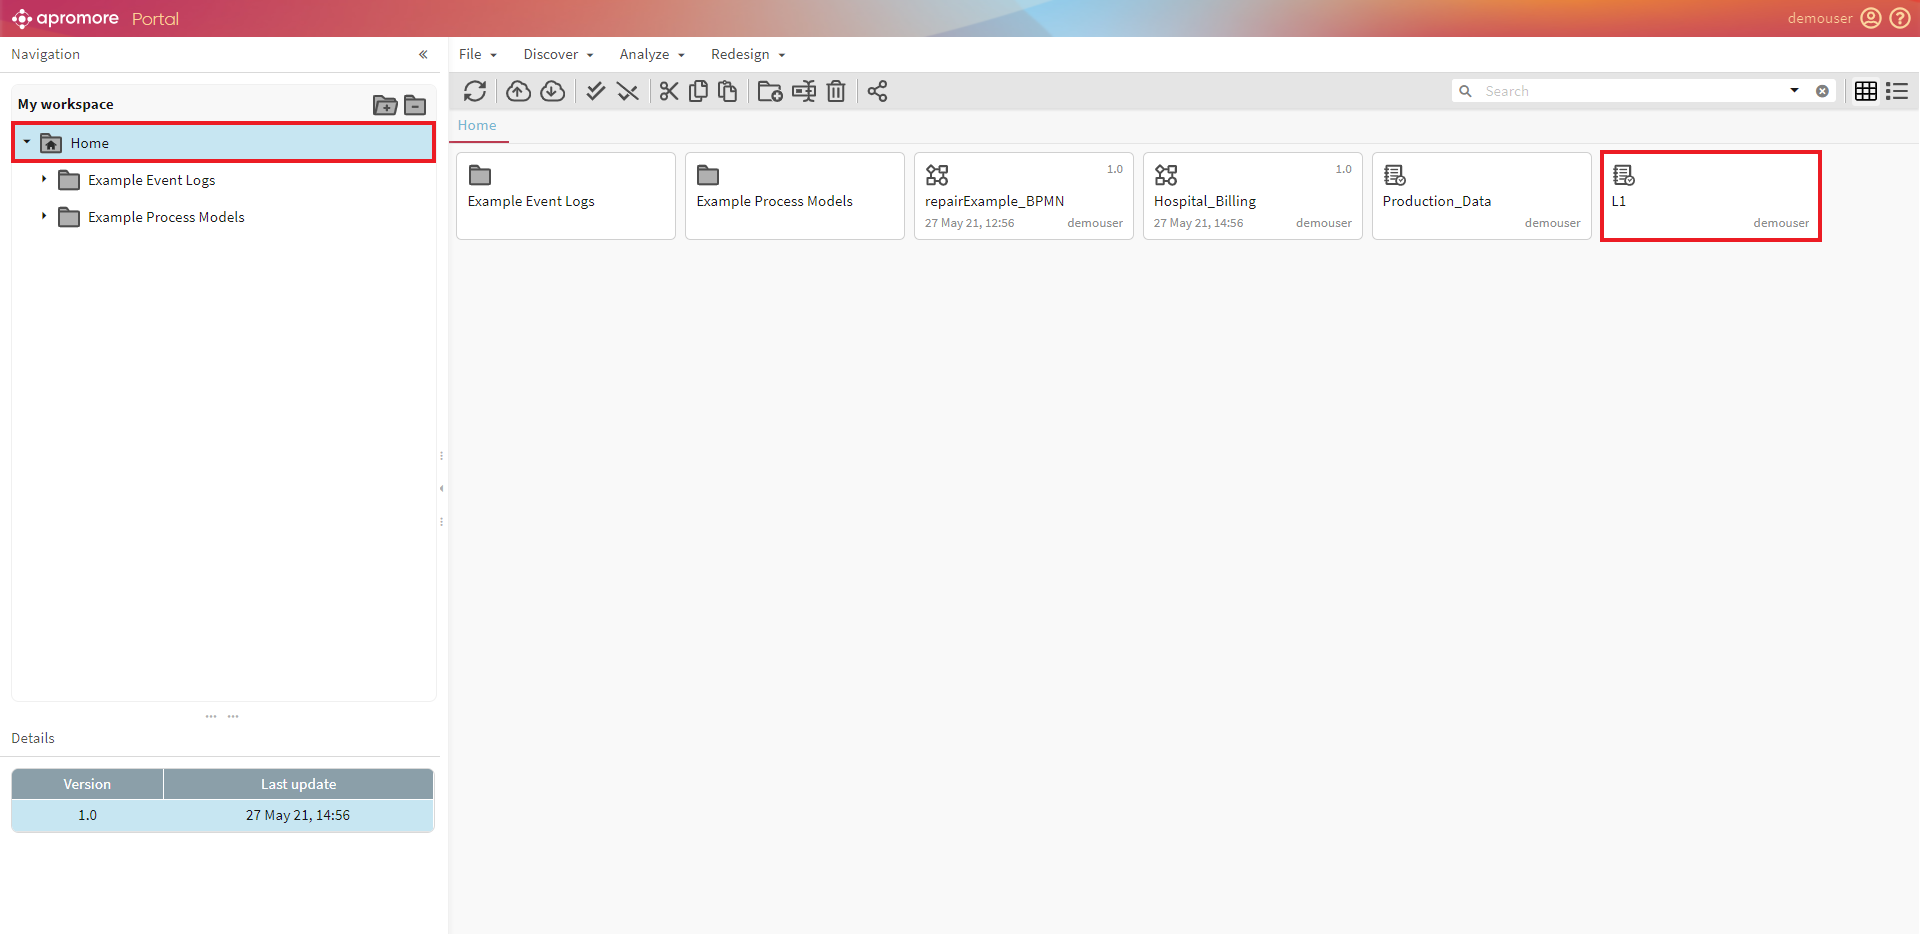 apromore Portal
demouser
Navigation
File
Discover
Analyze
Redesign
My workspace
Search
Home
Home
Example Event Logs
Example Process Models
Example Event Logs
Example Process Models
1.0
repairExample_BPMN
27 May 21, 12:56
demouser
1.0
Hospital_Billing
27 May 21, 14:56
demouser
Production_Data
demouser
L1
demouser
Details
Version
Last update
1.0
27 May 21, 14:56